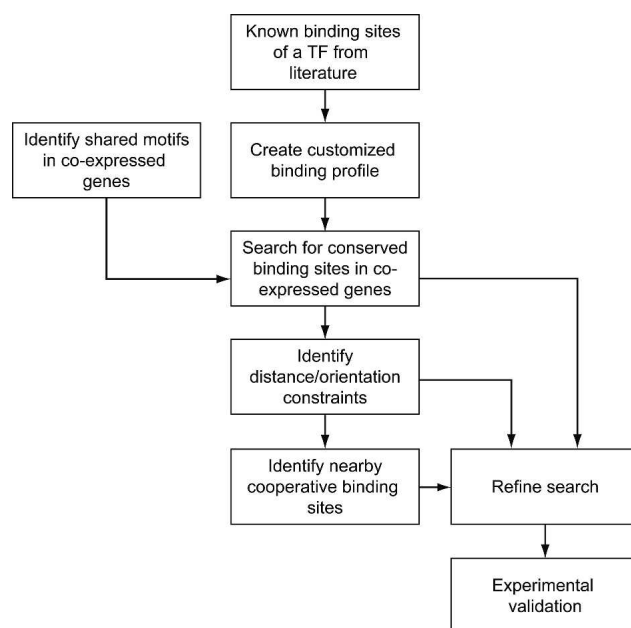 Known binding sites
of a TF from
literature
Identify shared motifs
in co-expressed
genes
Create customized
binding profile
Search for conserved
binding sites in co-
expressed genes
Identify
distance/orientation
constraints
Identify nearby
cooperative binding
sites
Refine search
Experimental
validation